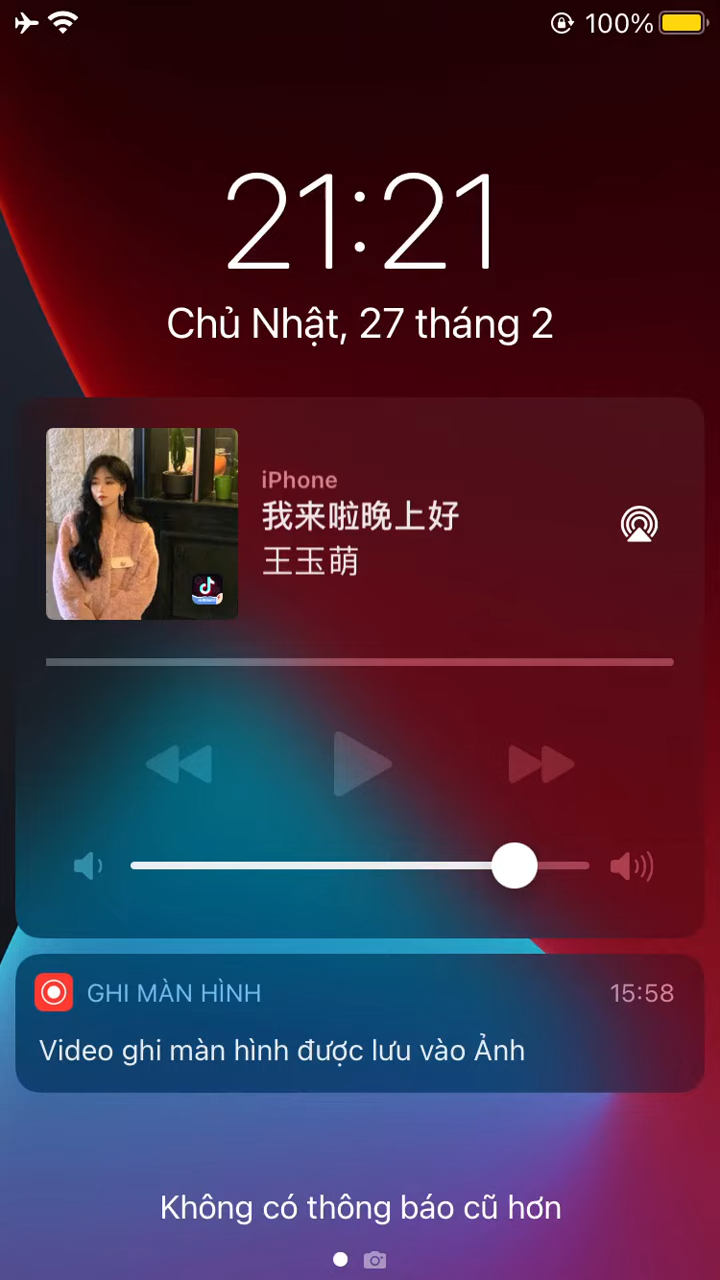 100%
21:21
Chủ Nhật, 27 tháng 2
iPhone
我来啦晚上好
王玉萌
GHI MÀN HÌNH
15:58
Video ghi màn hình được lưu vào Ảnh
Không có thông báo cũ hơn